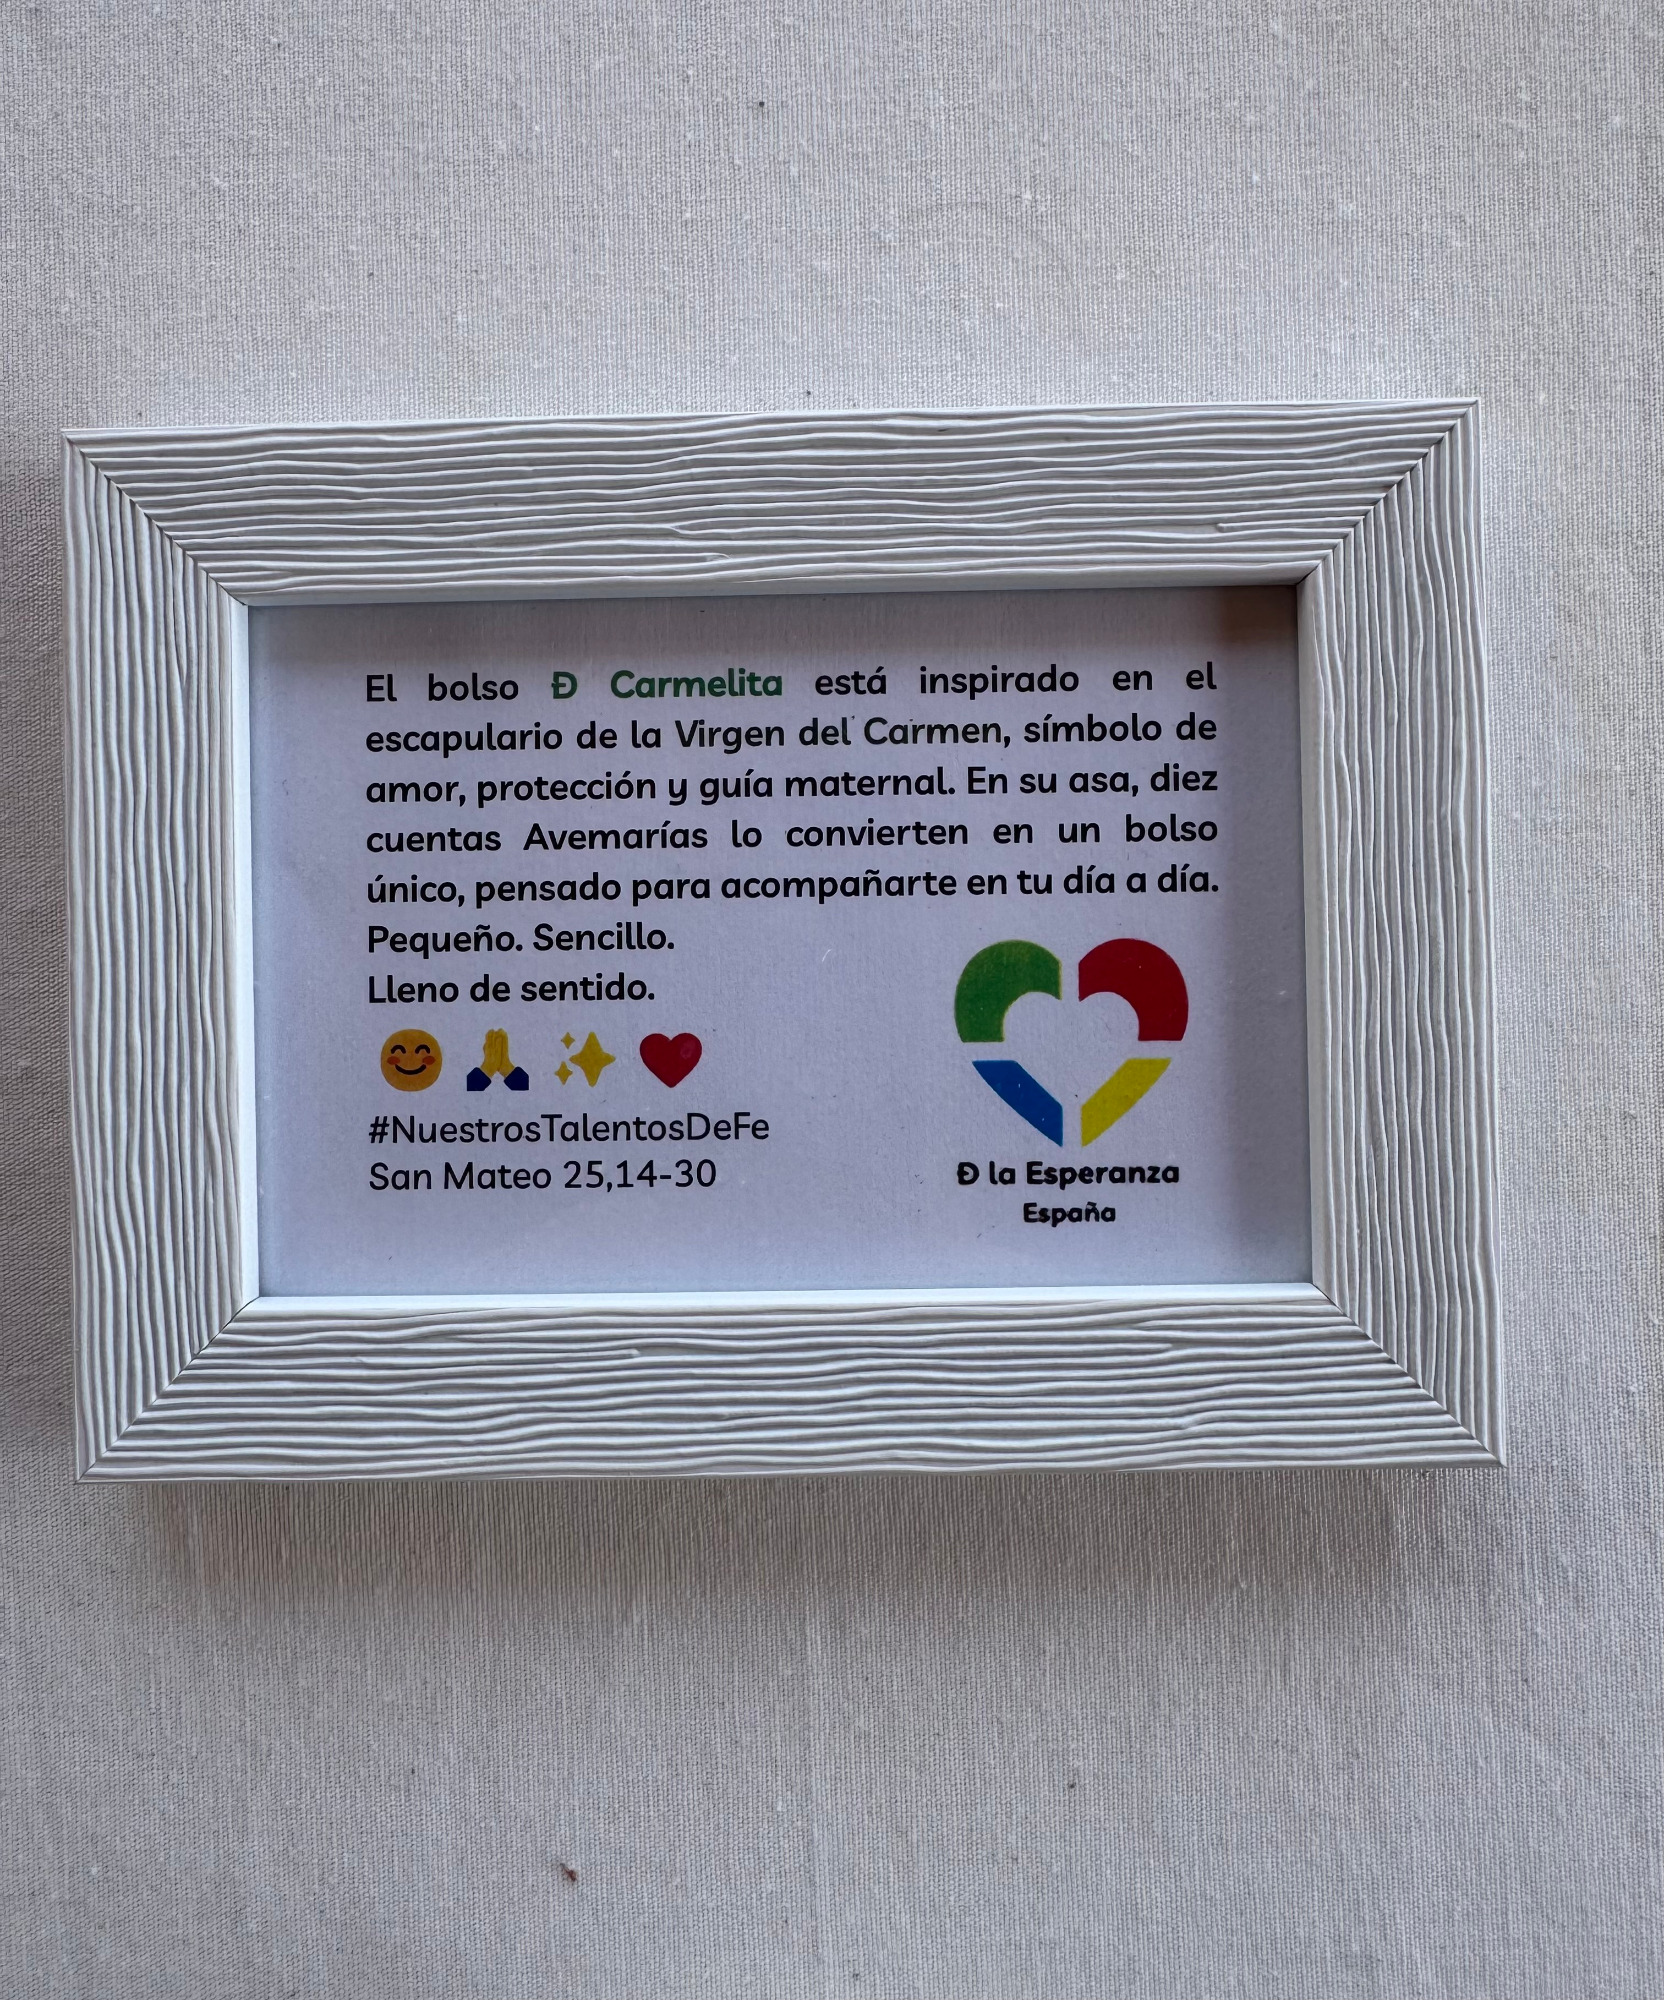 El bolso Đ Carmelita está inspirado en el
escapulario de la Virgen del Carmen, símbolo de
amor, protección y guía maternal. En su asa, diez
cuentas Avemarías lo convierten en un bolso
único, pensado para acompañarte en tu día a día.
Pequeño. Sencillo.
Lleno de sentido.
😊 🙏 ✨ ❤️
#NuestrosTalentosDeFe
San Mateo 25,14-30
Đ la Esperanza
España